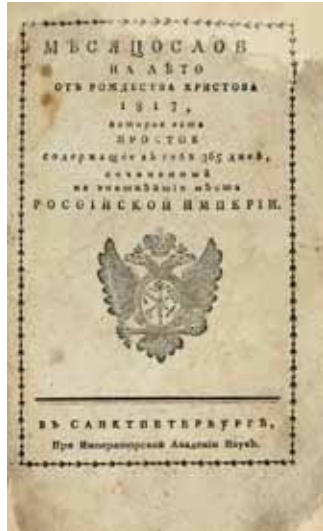 МѢСЯЦОСЛОВ
НА ЛѢТО
ОТЪ РОЖДЕСТВА ХРИСТОВА
1817,
которое есть
ПРОСТОЕ
содержащее въ себѣ 365 дней,
сочиненный
на знатнѣйшія мѣста
РОССІЙСКОЙ ИМПЕРІИ.
ВЪ САНКТПЕТЕРБУРГѢ,
При Императорской Академіи Наукъ.